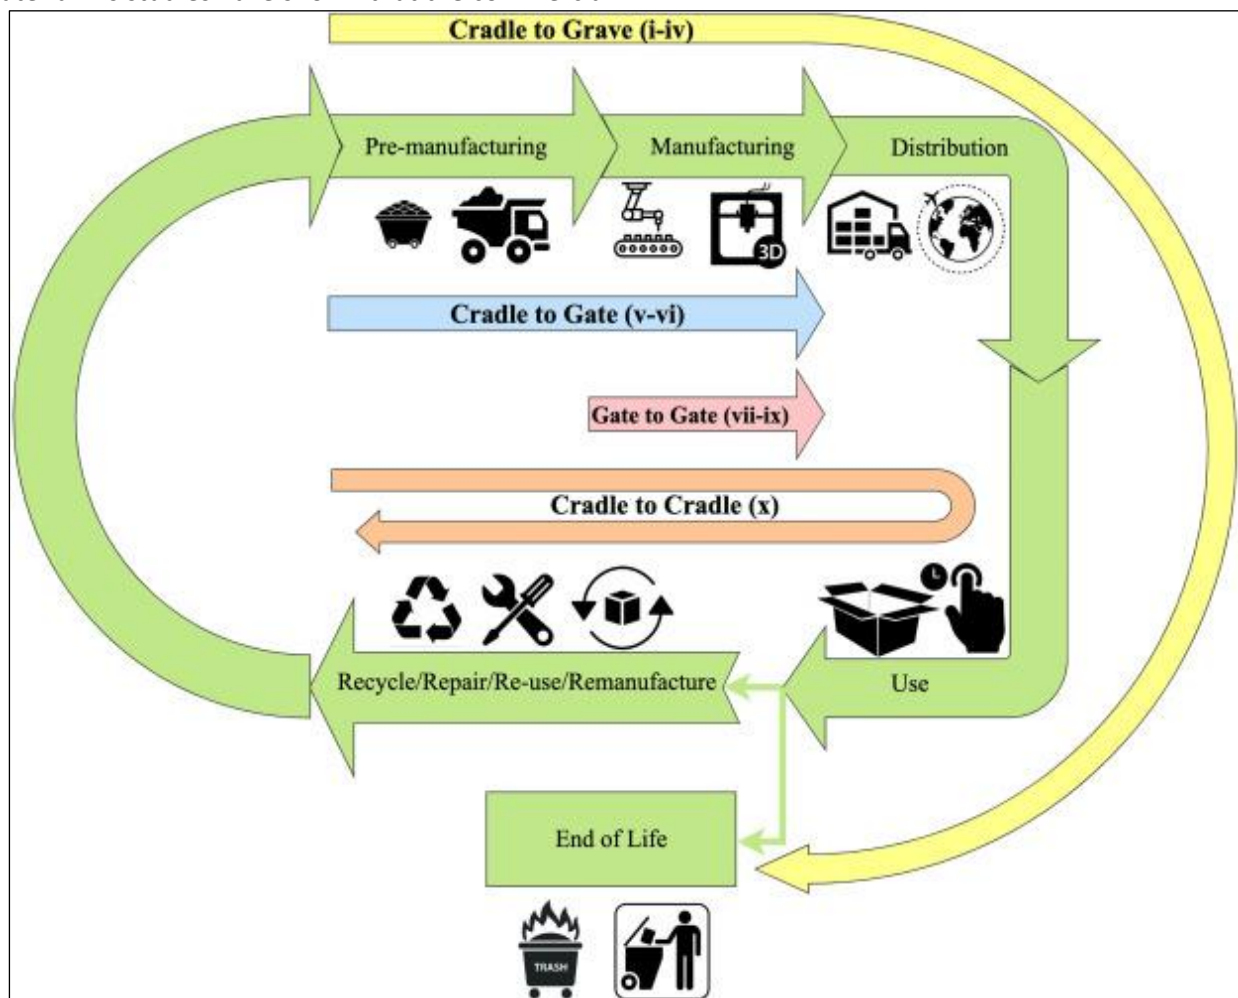 Cradle to Grave (i-iv)
Pre-manufacturing
Manufacturing
Distribution
3D
Cradle to Gate (v-vi)
Gate to Gate (vii-ix)
Cradle to Cradle (x)
Recycle/Repair/Re-use/Remanufacture
Use
End of Life
TRASH